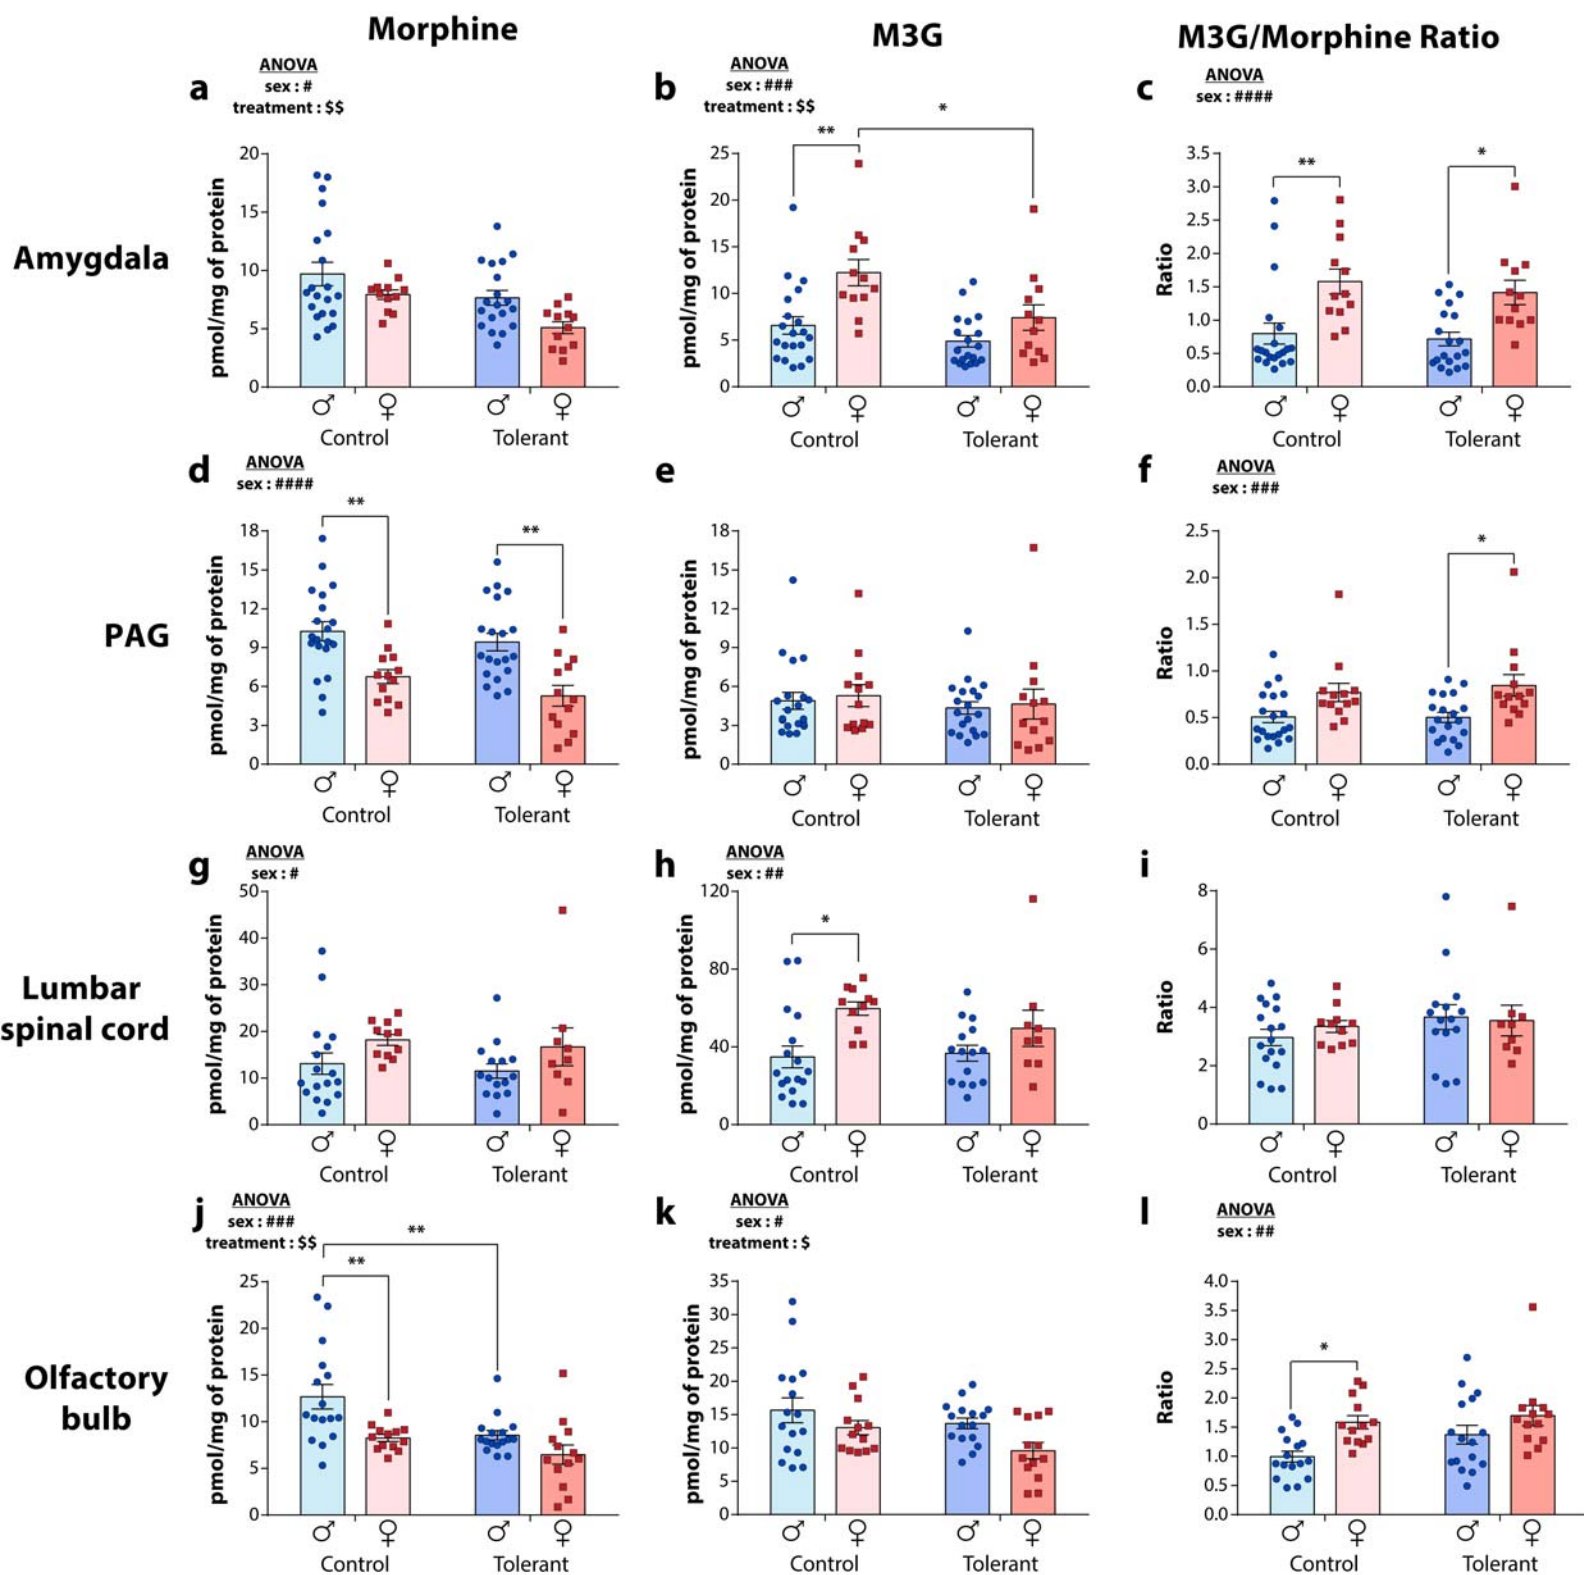 Morphine
M3G
M3G/Morphine Ratio
Amygdala
a
ANOVA
sex : #
treatment : $$
pmol/mg of protein
20
15
10
5
0
♂ ♀ ♂ ♀
Control Tolerant
b
ANOVA
sex : ###
treatment : $$
** *
pmol/mg of protein
25
20
15
10
5
0
♂ ♀ ♂ ♀
Control Tolerant
c
ANOVA
sex : ####
** *
Ratio
3.5
3.0
2.5
2.0
1.5
1.0
0.5
0.0
♂ ♀ ♂ ♀
Control Tolerant
PAG
d
ANOVA
sex : ####
** **
pmol/mg of protein
18
15
12
9
6
3
0
♂ ♀ ♂ ♀
Control Tolerant
e
pmol/mg of protein
18
15
12
9
6
3
0
♂ ♀ ♂ ♀
Control Tolerant
f
ANOVA
sex : ###
*
Ratio
2.5
2.0
1.5
1.0
0.5
0.0
♂ ♀ ♂ ♀
Control Tolerant
Lumbar
spinal cord
g
ANOVA
sex : #
pmol/mg of protein
50
40
30
20
10
0
♂ ♀ ♂ ♀
Control Tolerant
h
ANOVA
sex : ##
*
pmol/mg of protein
120
80
40
0
♂ ♀ ♂ ♀
Control Tolerant
i
Ratio
8
6
4
2
0
♂ ♀ ♂ ♀
Control Tolerant
Olfactory
bulb
j
ANOVA
sex : ###
treatment : $$
** **
pmol/mg of protein
25
20
15
10
5
0
♂ ♀ ♂ ♀
Control Tolerant
k
ANOVA
sex : #
treatment : $
pmol/mg of protein
35
30
25
20
15
10
5
0
♂ ♀ ♂ ♀
Control Tolerant
l
ANOVA
sex : ##
*
Ratio
4.0
3.5
3.0
2.5
2.0
1.5
1.0
0.5
0.0
♂ ♀ ♂ ♀
Control Tolerant